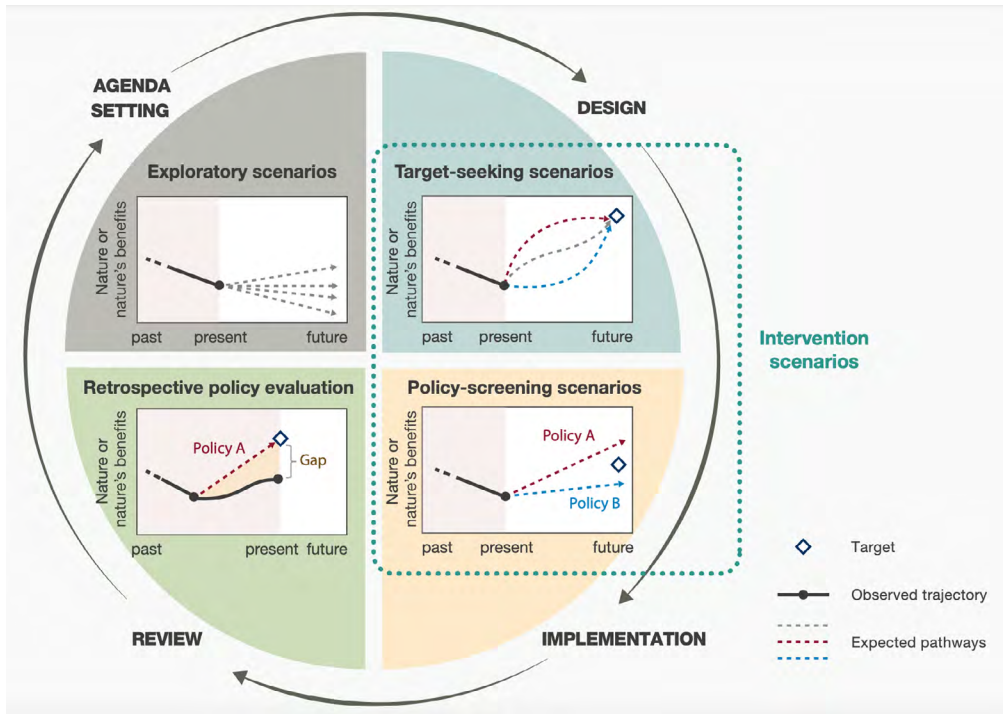 AGENDA
SETTING
DESIGN
Exploratory scenarios
Nature or
nature's benefits
past present future
Target-seeking scenarios
Nature or
nature's benefits
past present future
Intervention
scenarios
Retrospective policy evaluation
Nature or
nature's benefits
Policy A
Gap
past present future
Policy-screening scenarios
Nature or
nature's benefits
Policy A
Policy B
past present future
REVIEW
IMPLEMENTATION
Target
Observed trajectory
Expected pathways